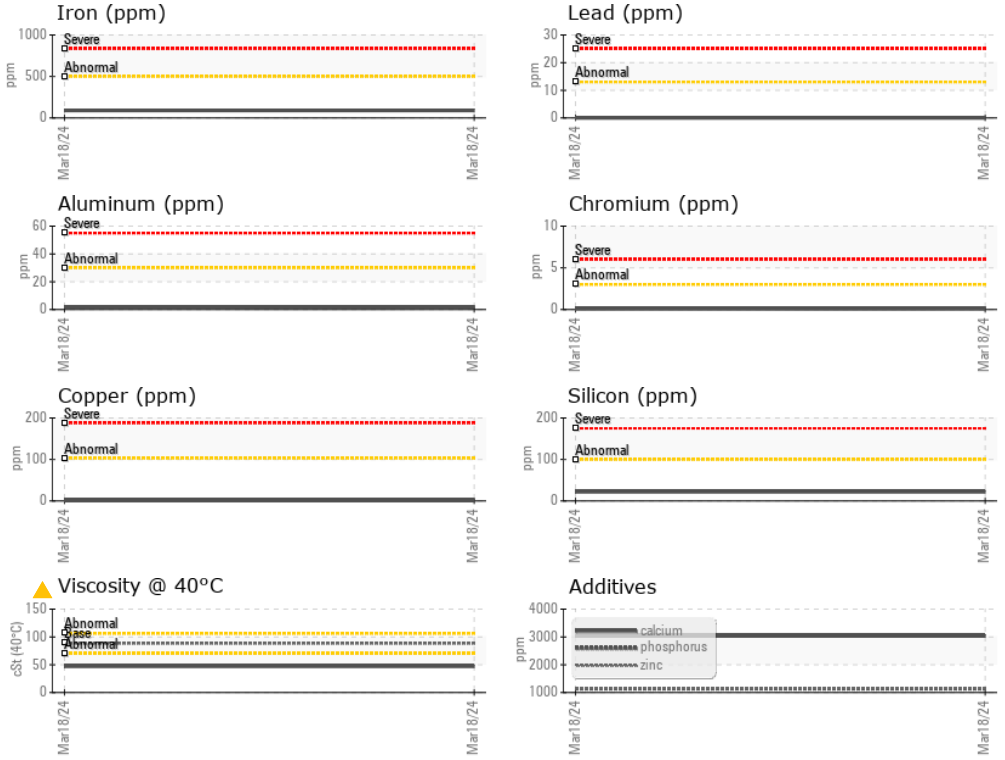 Iron (ppm)
1000
500
0
ppm
Severe
Abnormal
Mar18/24
Mar18/24
Lead (ppm)
30
20
10
0
ppm
Severe
Abnormal
Mar18/24
Mar18/24
Aluminum (ppm)
60
40
20
0
ppm
Severe
Abnormal
Mar18/24
Mar18/24
Chromium (ppm)
10
5
0
ppm
Severe
Abnormal
Mar18/24
Mar18/24
Copper (ppm)
200
100
0
ppm
Severe
Abnormal
Mar18/24
Mar18/24
Silicon (ppm)
200
100
0
ppm
Severe
Abnormal
Mar18/24
Mar18/24
Viscosity @ 40°C
150
100
50
0
cSt (40°C)
Abnormal
Base
Abnormal
Mar18/24
Mar18/24
Additives
4000
3000
2000
1000
ppm
calcium
phosphorus
zinc
Mar18/24
Mar18/24